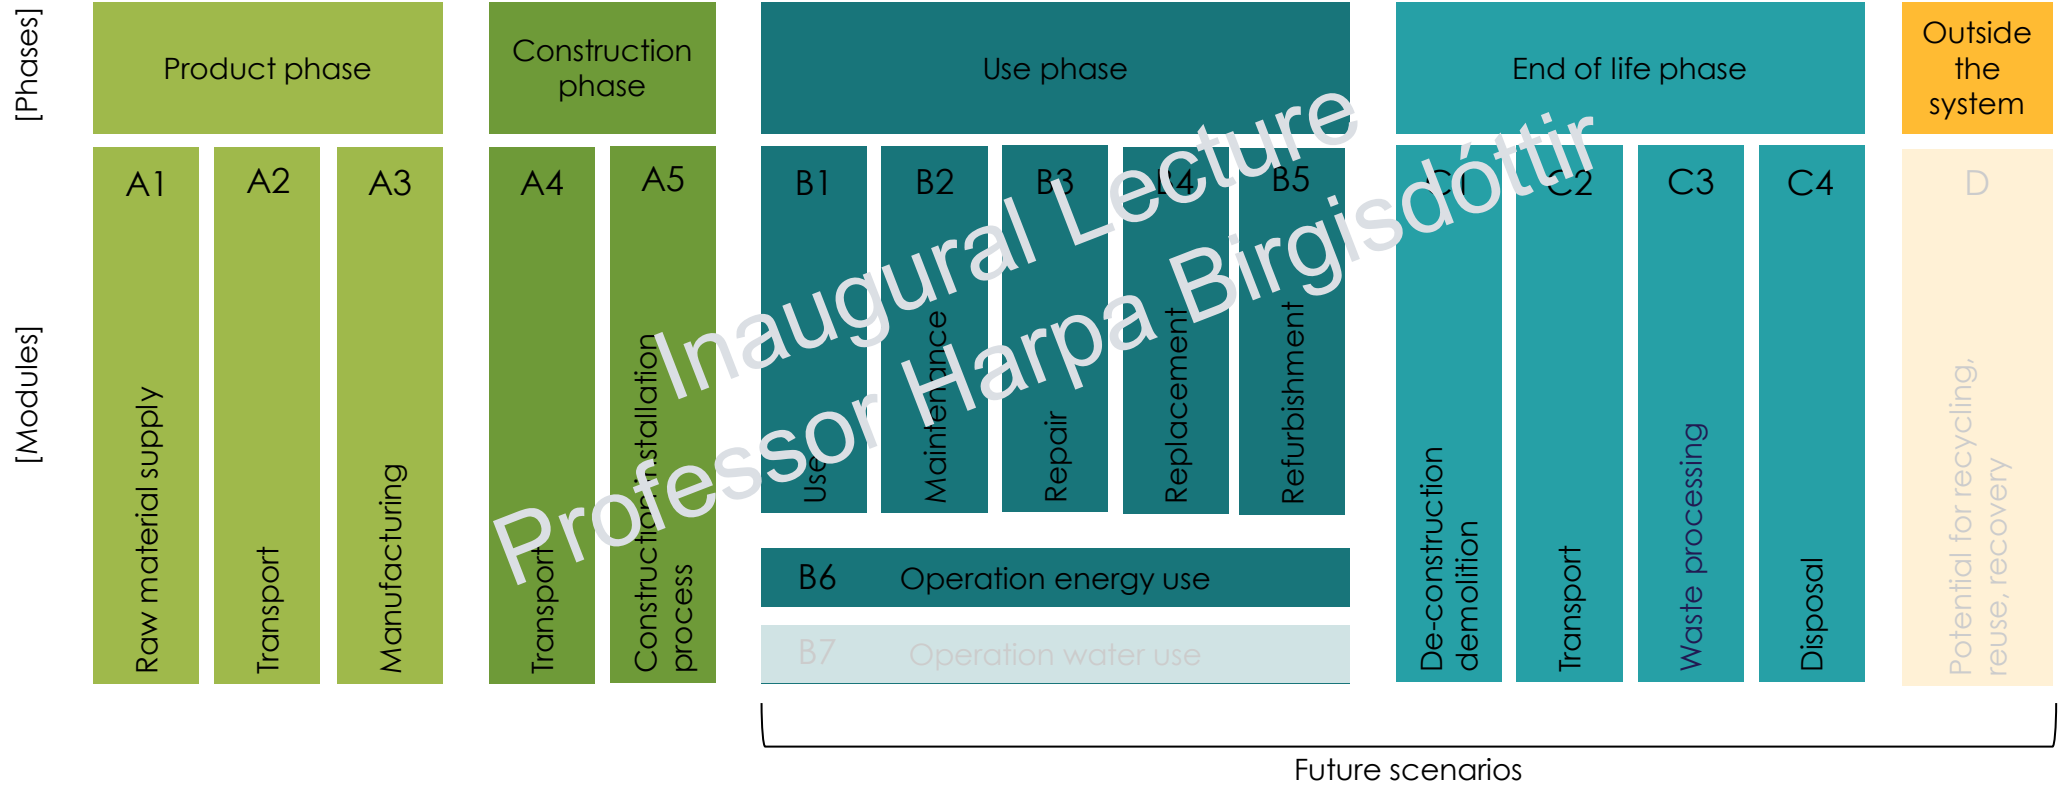 [Phases]
Product phase
Construction
phase
Use phase
End of life phase
Outside
the
system
[Modules]
A1
Raw material supply
A2
Transport
A3
Manufacturing
A4
Transport
A5
Construction installation
process
B1
Use
B2
Maintenance
B3
Repair
B4
Replacement
B5
Refurbishment
B6 Operation energy use
B7 Operation water use
C1
De-construction
demolition
C2
Transport
C3
Waste processing
C4
Disposal
D
Potential for recycling,
reuse, recovery
Future scenarios
Inaugural Lecture
Professor Harpa Birgisdóttir